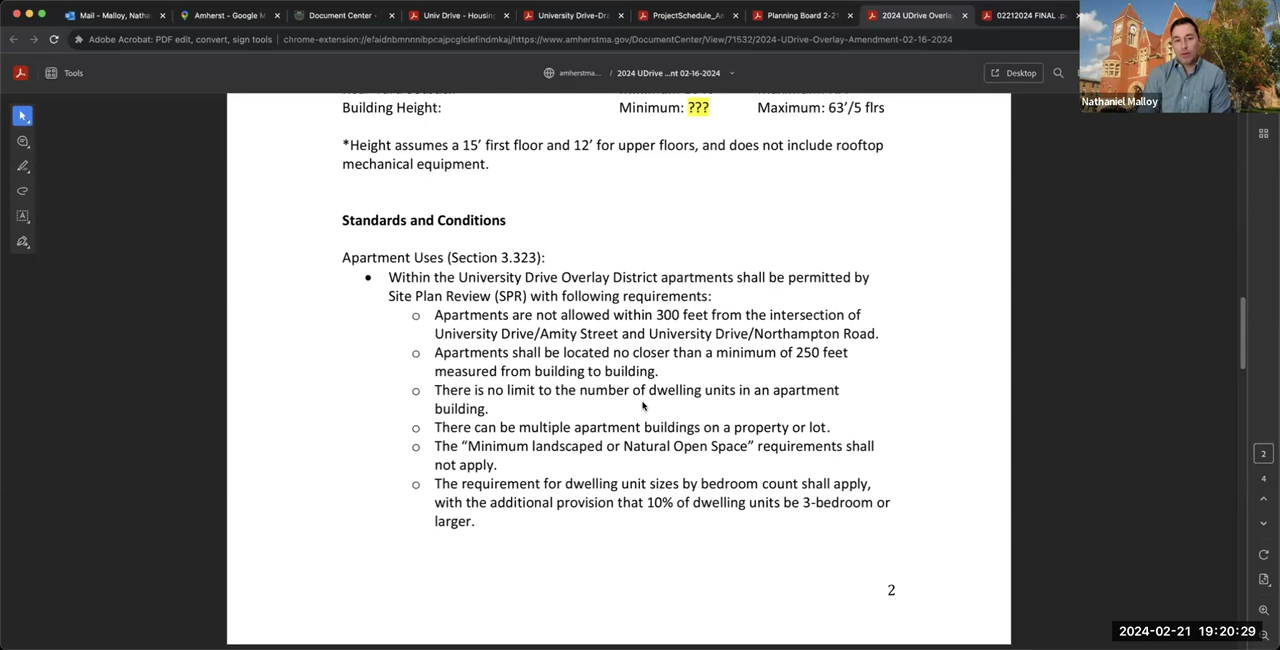 Mail - Malloy, Natha
Amherst - Google M
Document Center -
Univ Drive - Housing
University Drive-Dra
ProjectSchedule_Am
Planning Board 2-21
2024 UDrive Overla
02212024 FINAL .p
Adobe Acrobat: PDF edit, convert, sign tools
chrome-extension://efaidnbmnnnibpcajpcglclefindmkaj/https://www.amherstma.gov/DocumentCenter/View/71532/2024-UDrive-Overlay-Amendment-02-16-2024
Tools
amherstma... / 2024 UDrive ...nt 02-16-2024
Desktop
Nathaniel Malloy
Building Height: Minimum: ??? Maximum: 63’/5 flrs
*Height assumes a 15’ first floor and 12’ for upper floors, and does not include rooftop
mechanical equipment.
Standards and Conditions
Apartment Uses (Section 3.323):
• Within the University Drive Overlay District apartments shall be permitted by
Site Plan Review (SPR) with following requirements:
o Apartments are not allowed within 300 feet from the intersection of
University Drive/Amity Street and University Drive/Northampton Road.
o Apartments shall be located no closer than a minimum of 250 feet
measured from building to building.
o There is no limit to the number of dwelling units in an apartment
building.
o There can be multiple apartment buildings on a property or lot.
o The “Minimum landscaped or Natural Open Space” requirements shall
not apply.
o The requirement for dwelling unit sizes by bedroom count shall apply,
with the additional provision that 10% of dwelling units be 3-bedroom or
larger.
2
2
4
2024-02-21 19:20:29